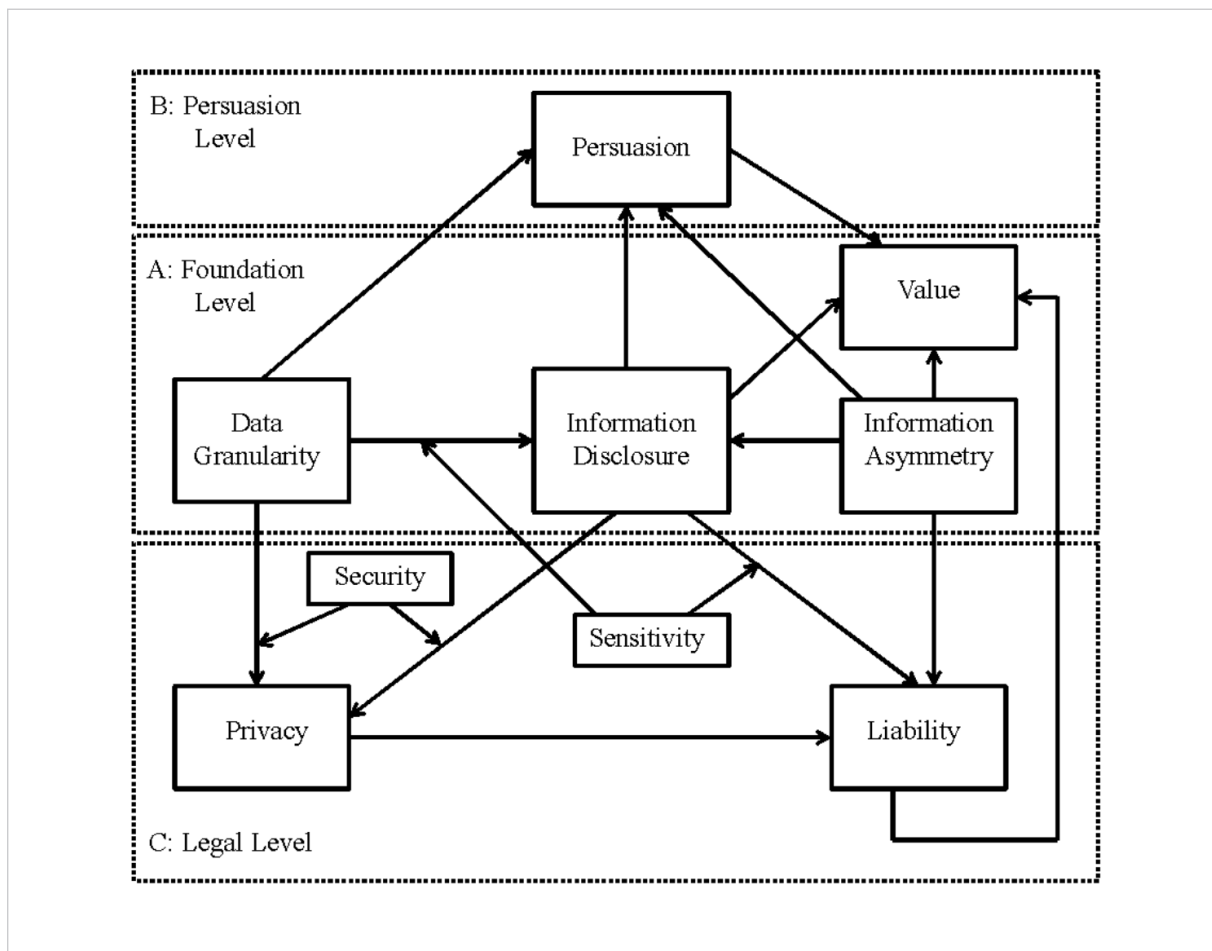 B: Persuasion
Level
Persuasion
A: Foundation
Level
Value
Data
Granularity
Information
Disclosure
Information
Asymmetry
Security
Sensitivity
Privacy
Liability
C: Legal Level